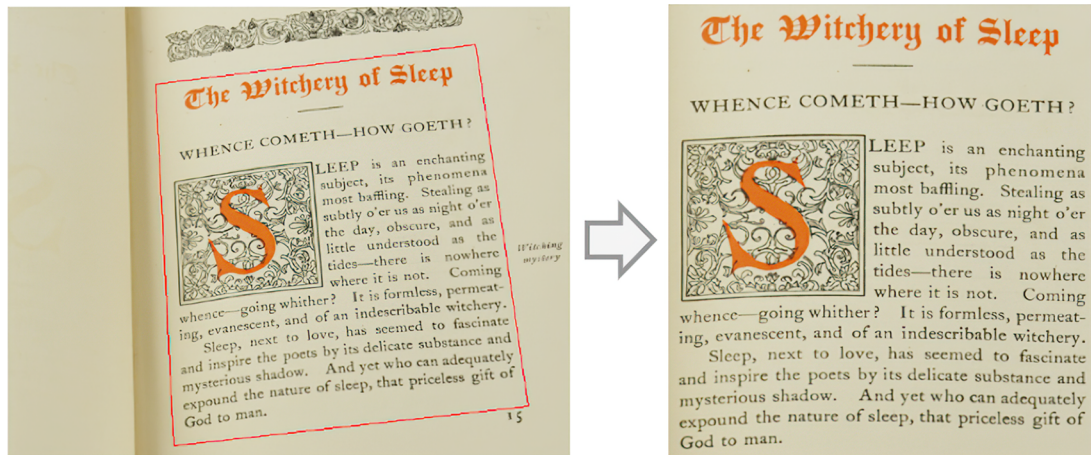 The Witchery of Sleep
WHENCE COMETH—HOW GOETH?
SLEEP is an enchanting
subject, its phenomena
most baffling. Stealing as
subtly o'er us as night o'er
the day, obscure, and as
little understood as the
tides—there is nowhere
where it is not. Coming
whence—going whither? It is formless, permeat-
ing, evanescent, and of an indescribable witchery.
Sleep, next to love, has seemed to fascinate
and inspire the poets by its delicate substance and
mysterious shadow. And yet who can adequately
expound the nature of sleep, that priceless gift of
God to man.
Witching
mystery
15
The Witchery of Sleep
WHENCE COMETH—HOW GOETH?
SLEEP is an enchanting
subject, its phenomena
most baffling. Stealing as
subtly o'er us as night o'er
the day, obscure, and as
little understood as the
tides—there is nowhere
where it is not. Coming
whence—going whither? It is formless, permeat-
ing, evanescent, and of an indescribable witchery.
Sleep, next to love, has seemed to fascinate
and inspire the poets by its delicate substance and
mysterious shadow. And yet who can adequately
expound the nature of sleep, that priceless gift of
God to man.